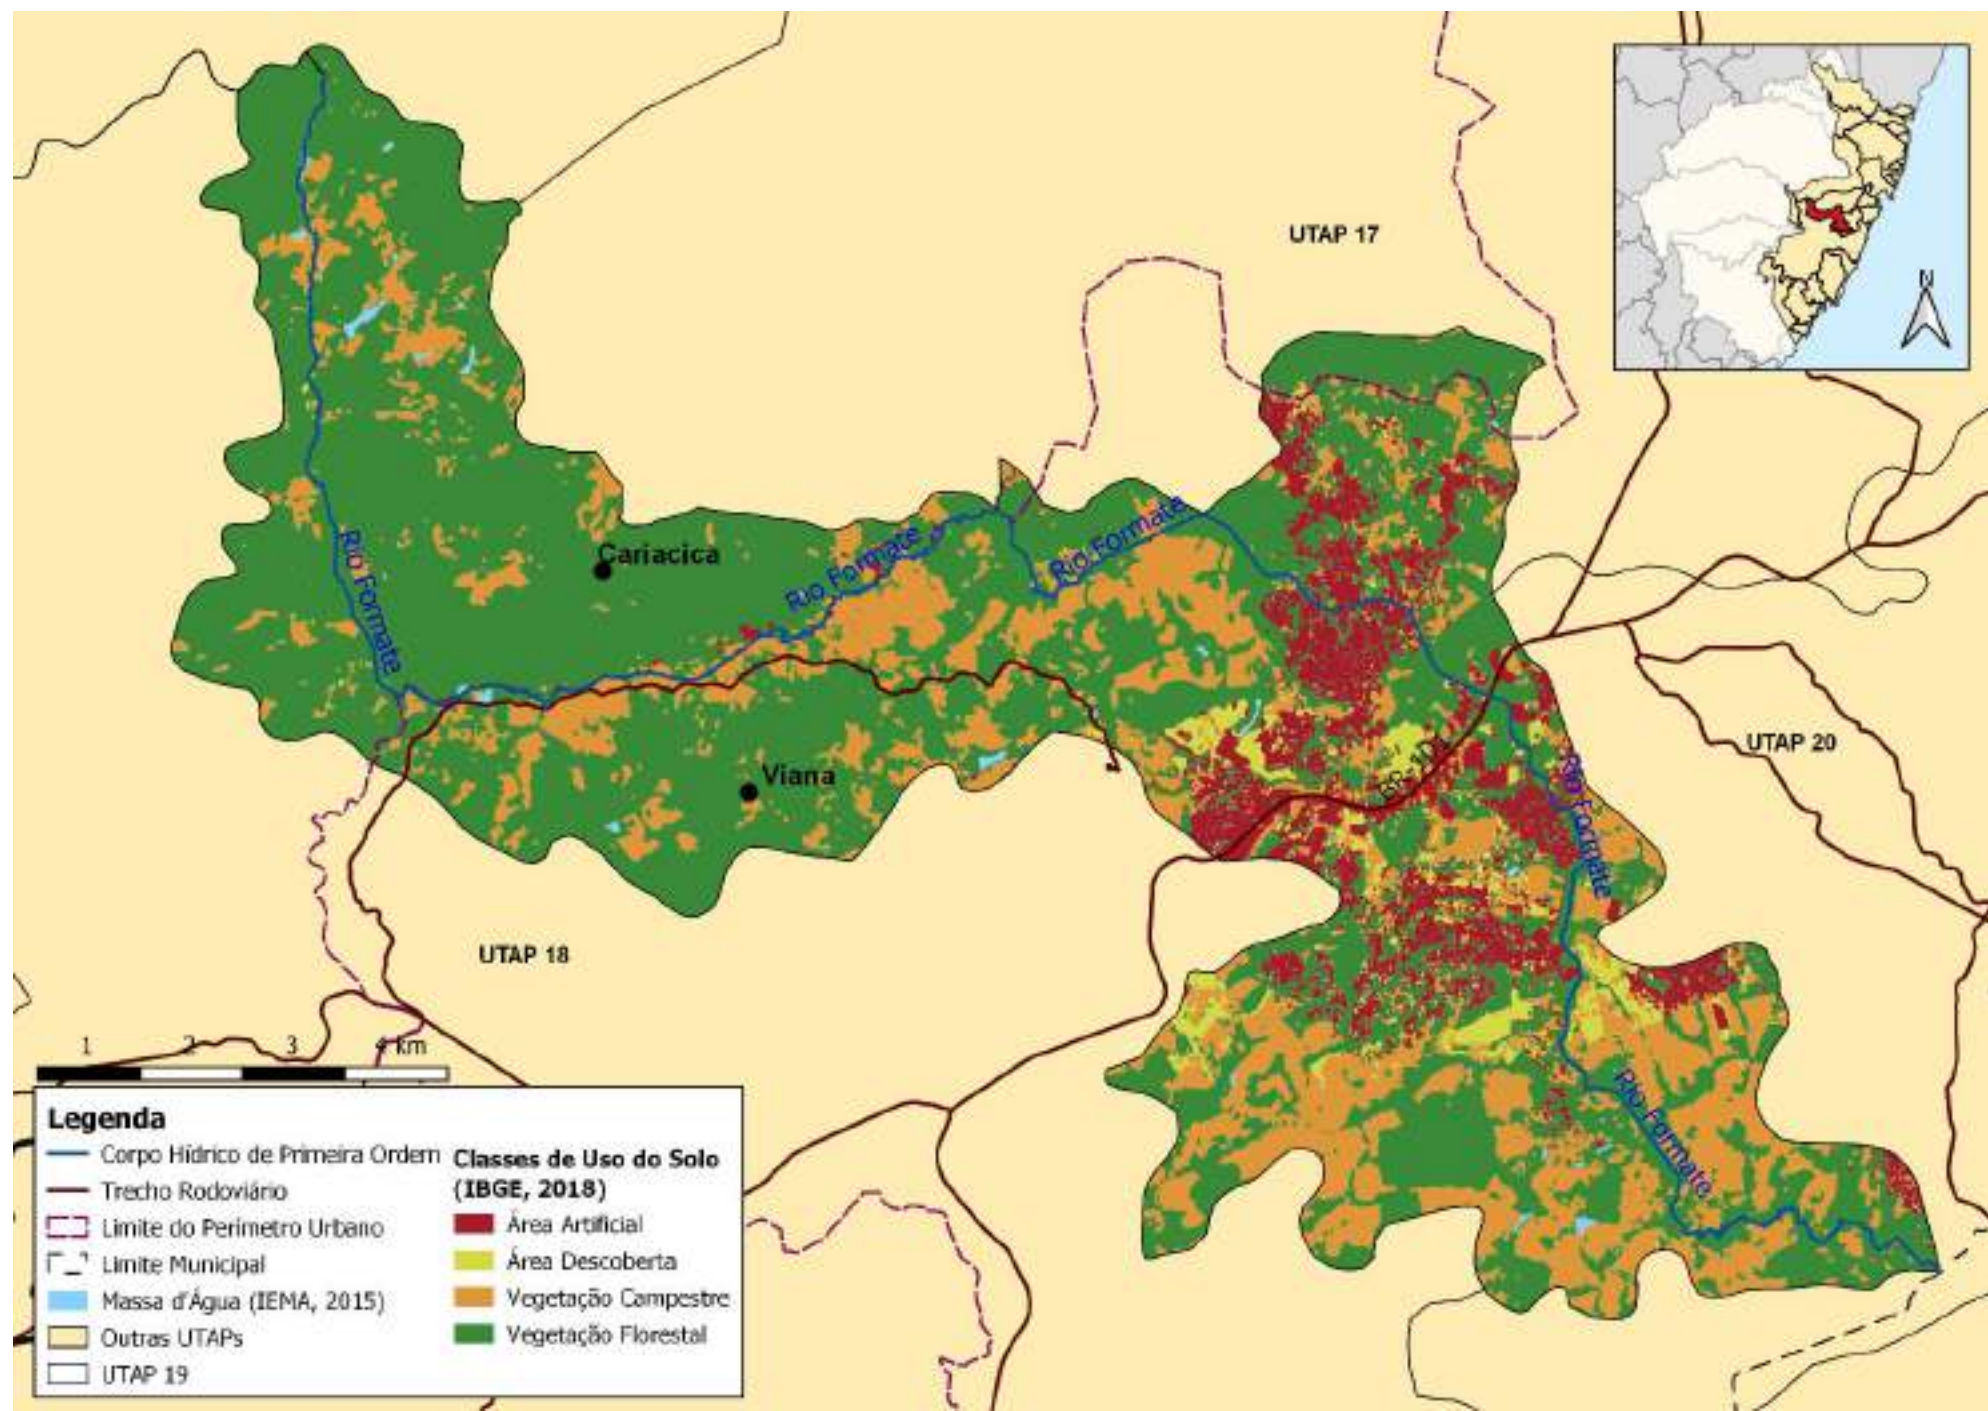 N
UTAP 17
Rio Formate
Rio Formate
Rio Formate
Cariacica
Viana
BR-101
Rio Formate
UTAP 20
UTAP 18
Rio Formate
1 2 3 4 km
Legenda
Corpo Hídrico de Primeira Ordem
Trecho Rodoviário
Limite do Perímetro Urbano
Limite Municipal
Massa d'Água (IEMA, 2015)
Outras UTAPs
UTAP 19
Classes de Uso do Solo
(IBGE, 2018)
Área Artificial
Área Descoberta
Vegetação Campestre
Vegetação Florestal